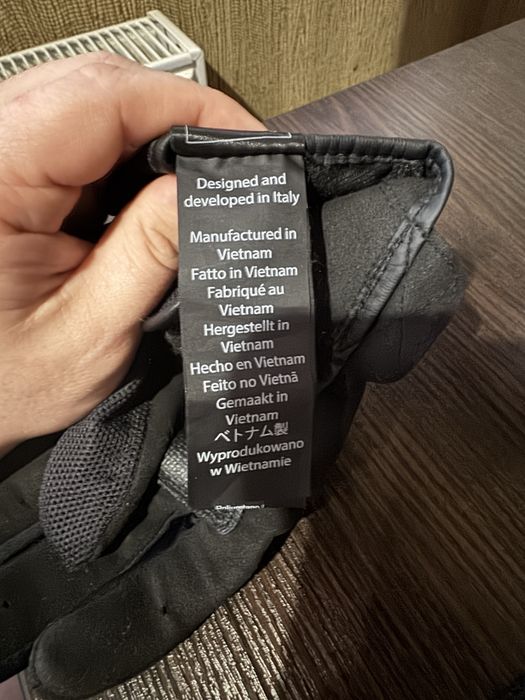 Designed and
developed in Italy
Manufactured in
Vietnam
Fatto in Vietnam
Fabriqué au
Vietnam
Hergestellt in
Vietnam
Hecho en Vietnam
Feito no Vietnã
Gemaakt in
Vietnam
ベトナム製
Wyprodukowano
w Wietnamie